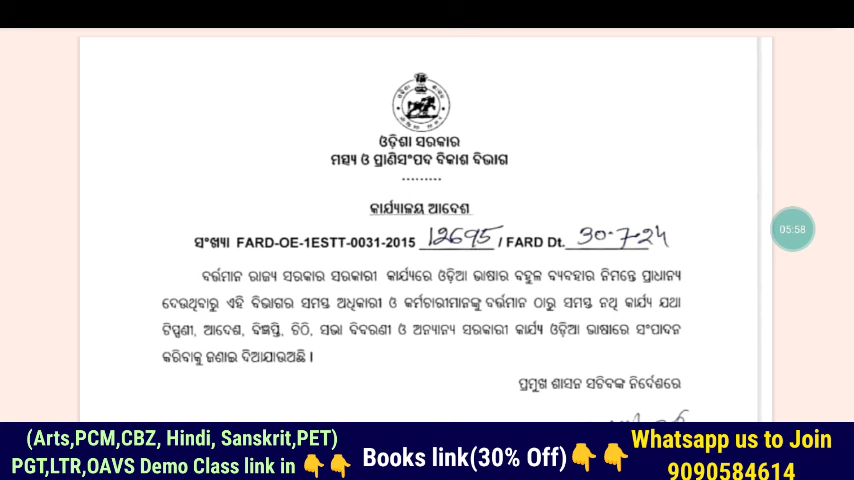 ଓଡ଼ିଶା ସରକାର
ମତ୍ସ୍ୟ ଓ ପ୍ରାଣିସଂପଦ ବିକାଶ ବିଭାଗ
.........
କାର୍ଯ୍ୟାଳୟ ଆଦେଶ
ସଂଖ୍ୟା FARD-OE-1ESTT-0031-2015 12695 / FARD Dt. 30-7-24
ବର୍ତ୍ତମାନ ରାଜ୍ୟ ସରକାର ସରକାରୀ କାର୍ଯ୍ୟରେ ଓଡ଼ିଆ ଭାଷାର ବହୁଳ ବ୍ୟବହାର ନିମନ୍ତେ ପ୍ରାଧାନ୍ୟ
ଦେଉଥିବାରୁ ଏହି ବିଭାଗର ସମସ୍ତ ଅଧିକାରୀ ଓ କର୍ମଚାରୀମାନଙ୍କୁ ବର୍ତ୍ତମାନ ଠାରୁ ସମସ୍ତ ନଥି କାର୍ଯ୍ୟ ଯଥା
ଟିପ୍ପଣୀ, ଆଦେଶ, ବିଜ୍ଞପ୍ତି, ଚିଠି, ସଭା ବିବରଣୀ ଓ ଅନ୍ୟାନ୍ୟ ସରକାରୀ କାର୍ଯ୍ୟ ଓଡ଼ିଆ ଭାଷାରେ ସଂପାଦନ
କରିବାକୁ ଜଣାଇ ଦିଆଯାଉଅଛି ।
ପ୍ରମୁଖ ଶାସନ ସଚିବଙ୍କ ନିର୍ଦେଶରେ
05:58
(Arts,PCM,CBZ, Hindi, Sanskrit,PET)
PGT,LTR,OAVS Demo Class link in 👇👇
Books link(30% Off)👇👇
Whatsapp us to Join
9090584614